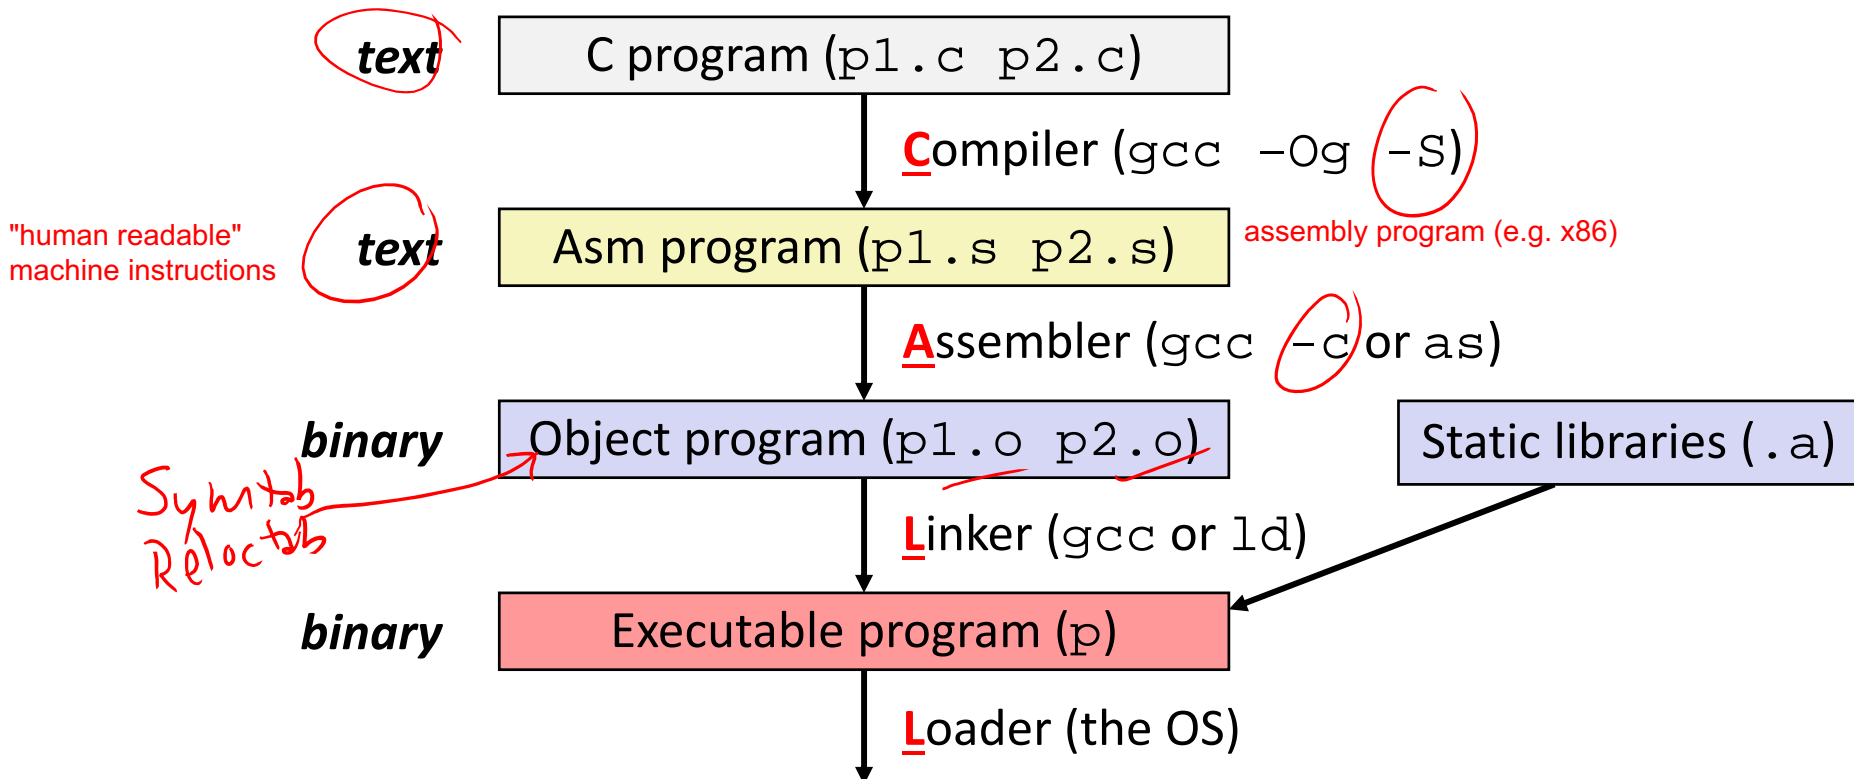 text C program (p1.c p2.c)
Compiler (gcc -Og -S)
"human readable"
machine instructions
text Asm program (p1.s p2.s) assembly program (e.g. x86)
Assembler (gcc -c or as)
binary Object program (p1.o p2.o) Static libraries (.a)
Symtab
Reloctab
Linker (gcc or ld)
binary Executable program (p)
Loader (the OS)